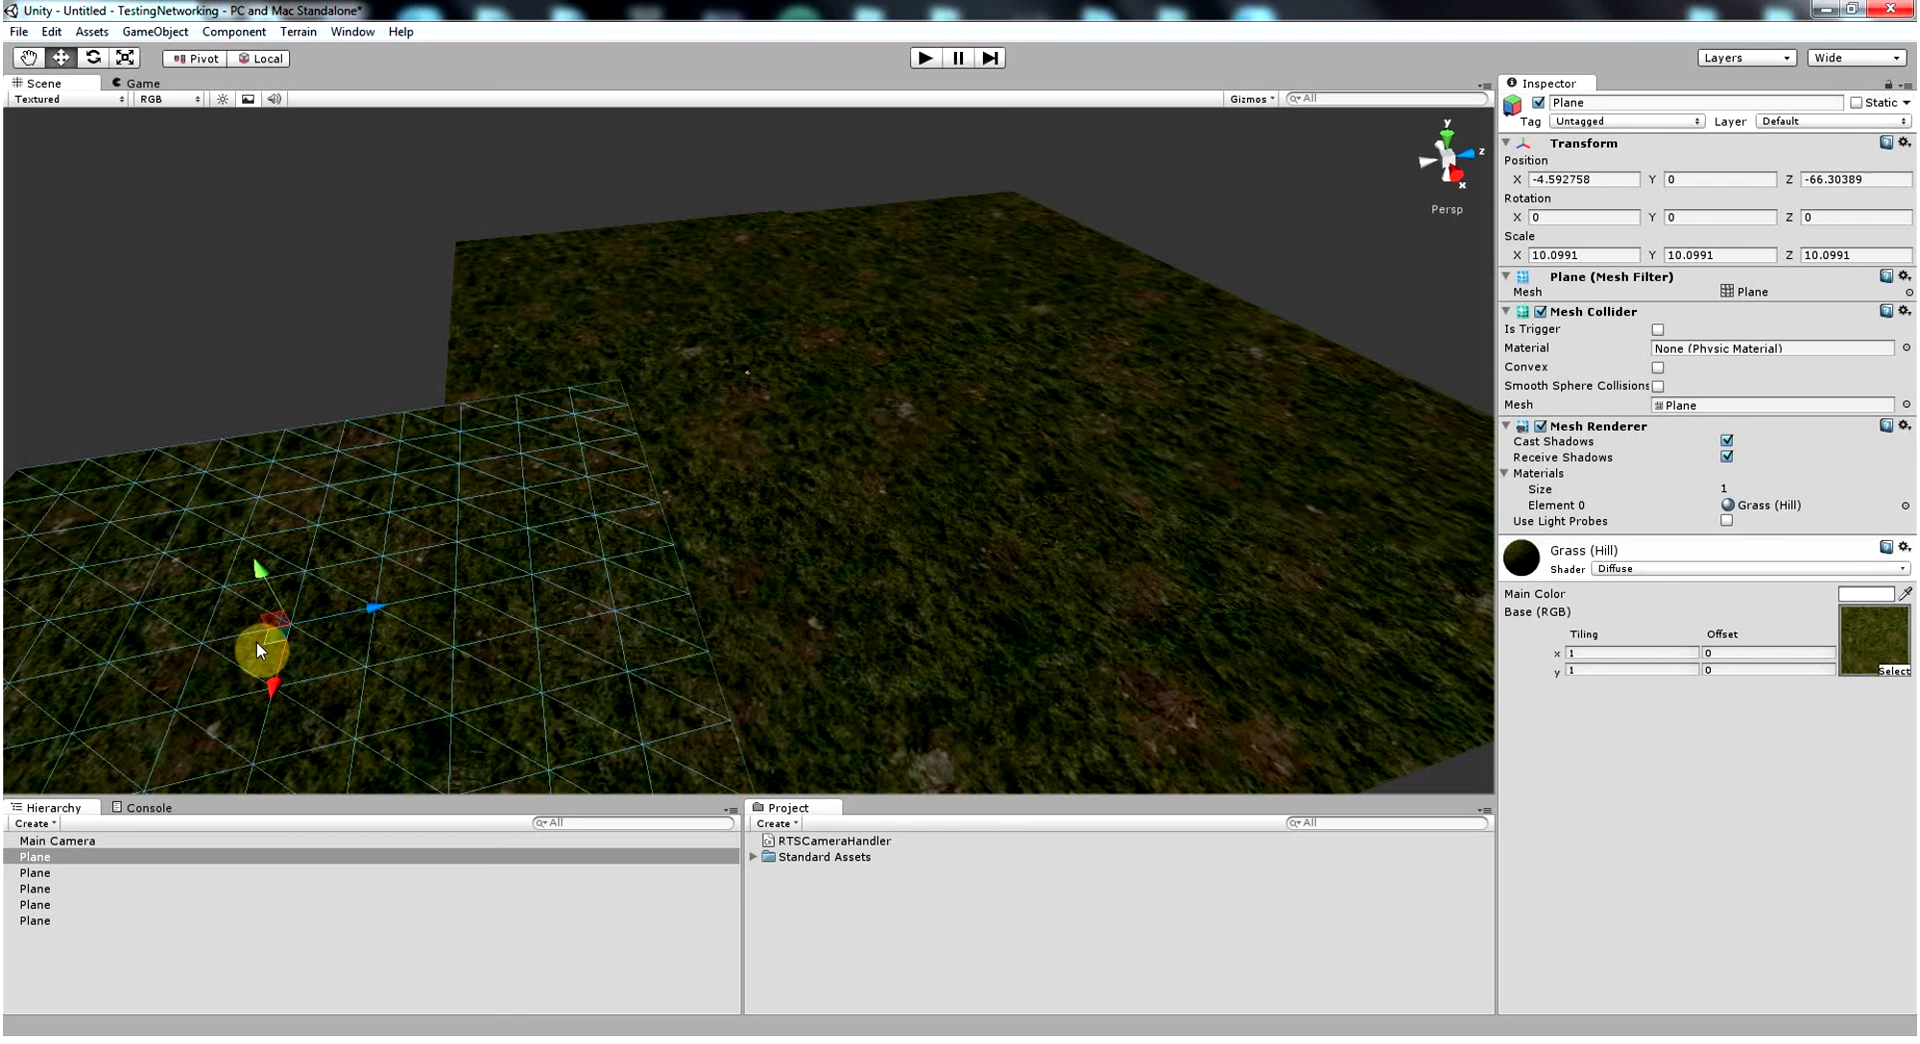 Unity - Untitled - TestingNetworking - PC and Mac Standalone*
File Edit Assets GameObject Component Terrain Window Help
Pivot Local Layers Wide
Scene Game
Textured RGB Gizmos All
y
z
x
Persp
Inspector
Plane Static
Tag Untagged Layer Default
Transform
Position
X -4.592758 Y 0 Z -66.30389
Rotation
X 0 Y 0 Z 0
Scale
X 10.0991 Y 10.0991 Z 10.0991
Plane (Mesh Filter)
Mesh Plane
Mesh Collider
Is Trigger
Material None (Physic Material)
Convex
Smooth Sphere Collisions
Mesh Plane
Mesh Renderer
Cast Shadows
Receive Shadows
Materials
Size 1
Element 0 Grass (Hill)
Use Light Probes
Grass (Hill)
Shader Diffuse
Main Color
Base (RGB)
Tiling Offset
x 1 0
y 1 0
Select
Hierarchy Console
Create All
Main Camera
Plane
Plane
Plane
Plane
Plane
Project
Create All
RTSCameraHandler
Standard Assets